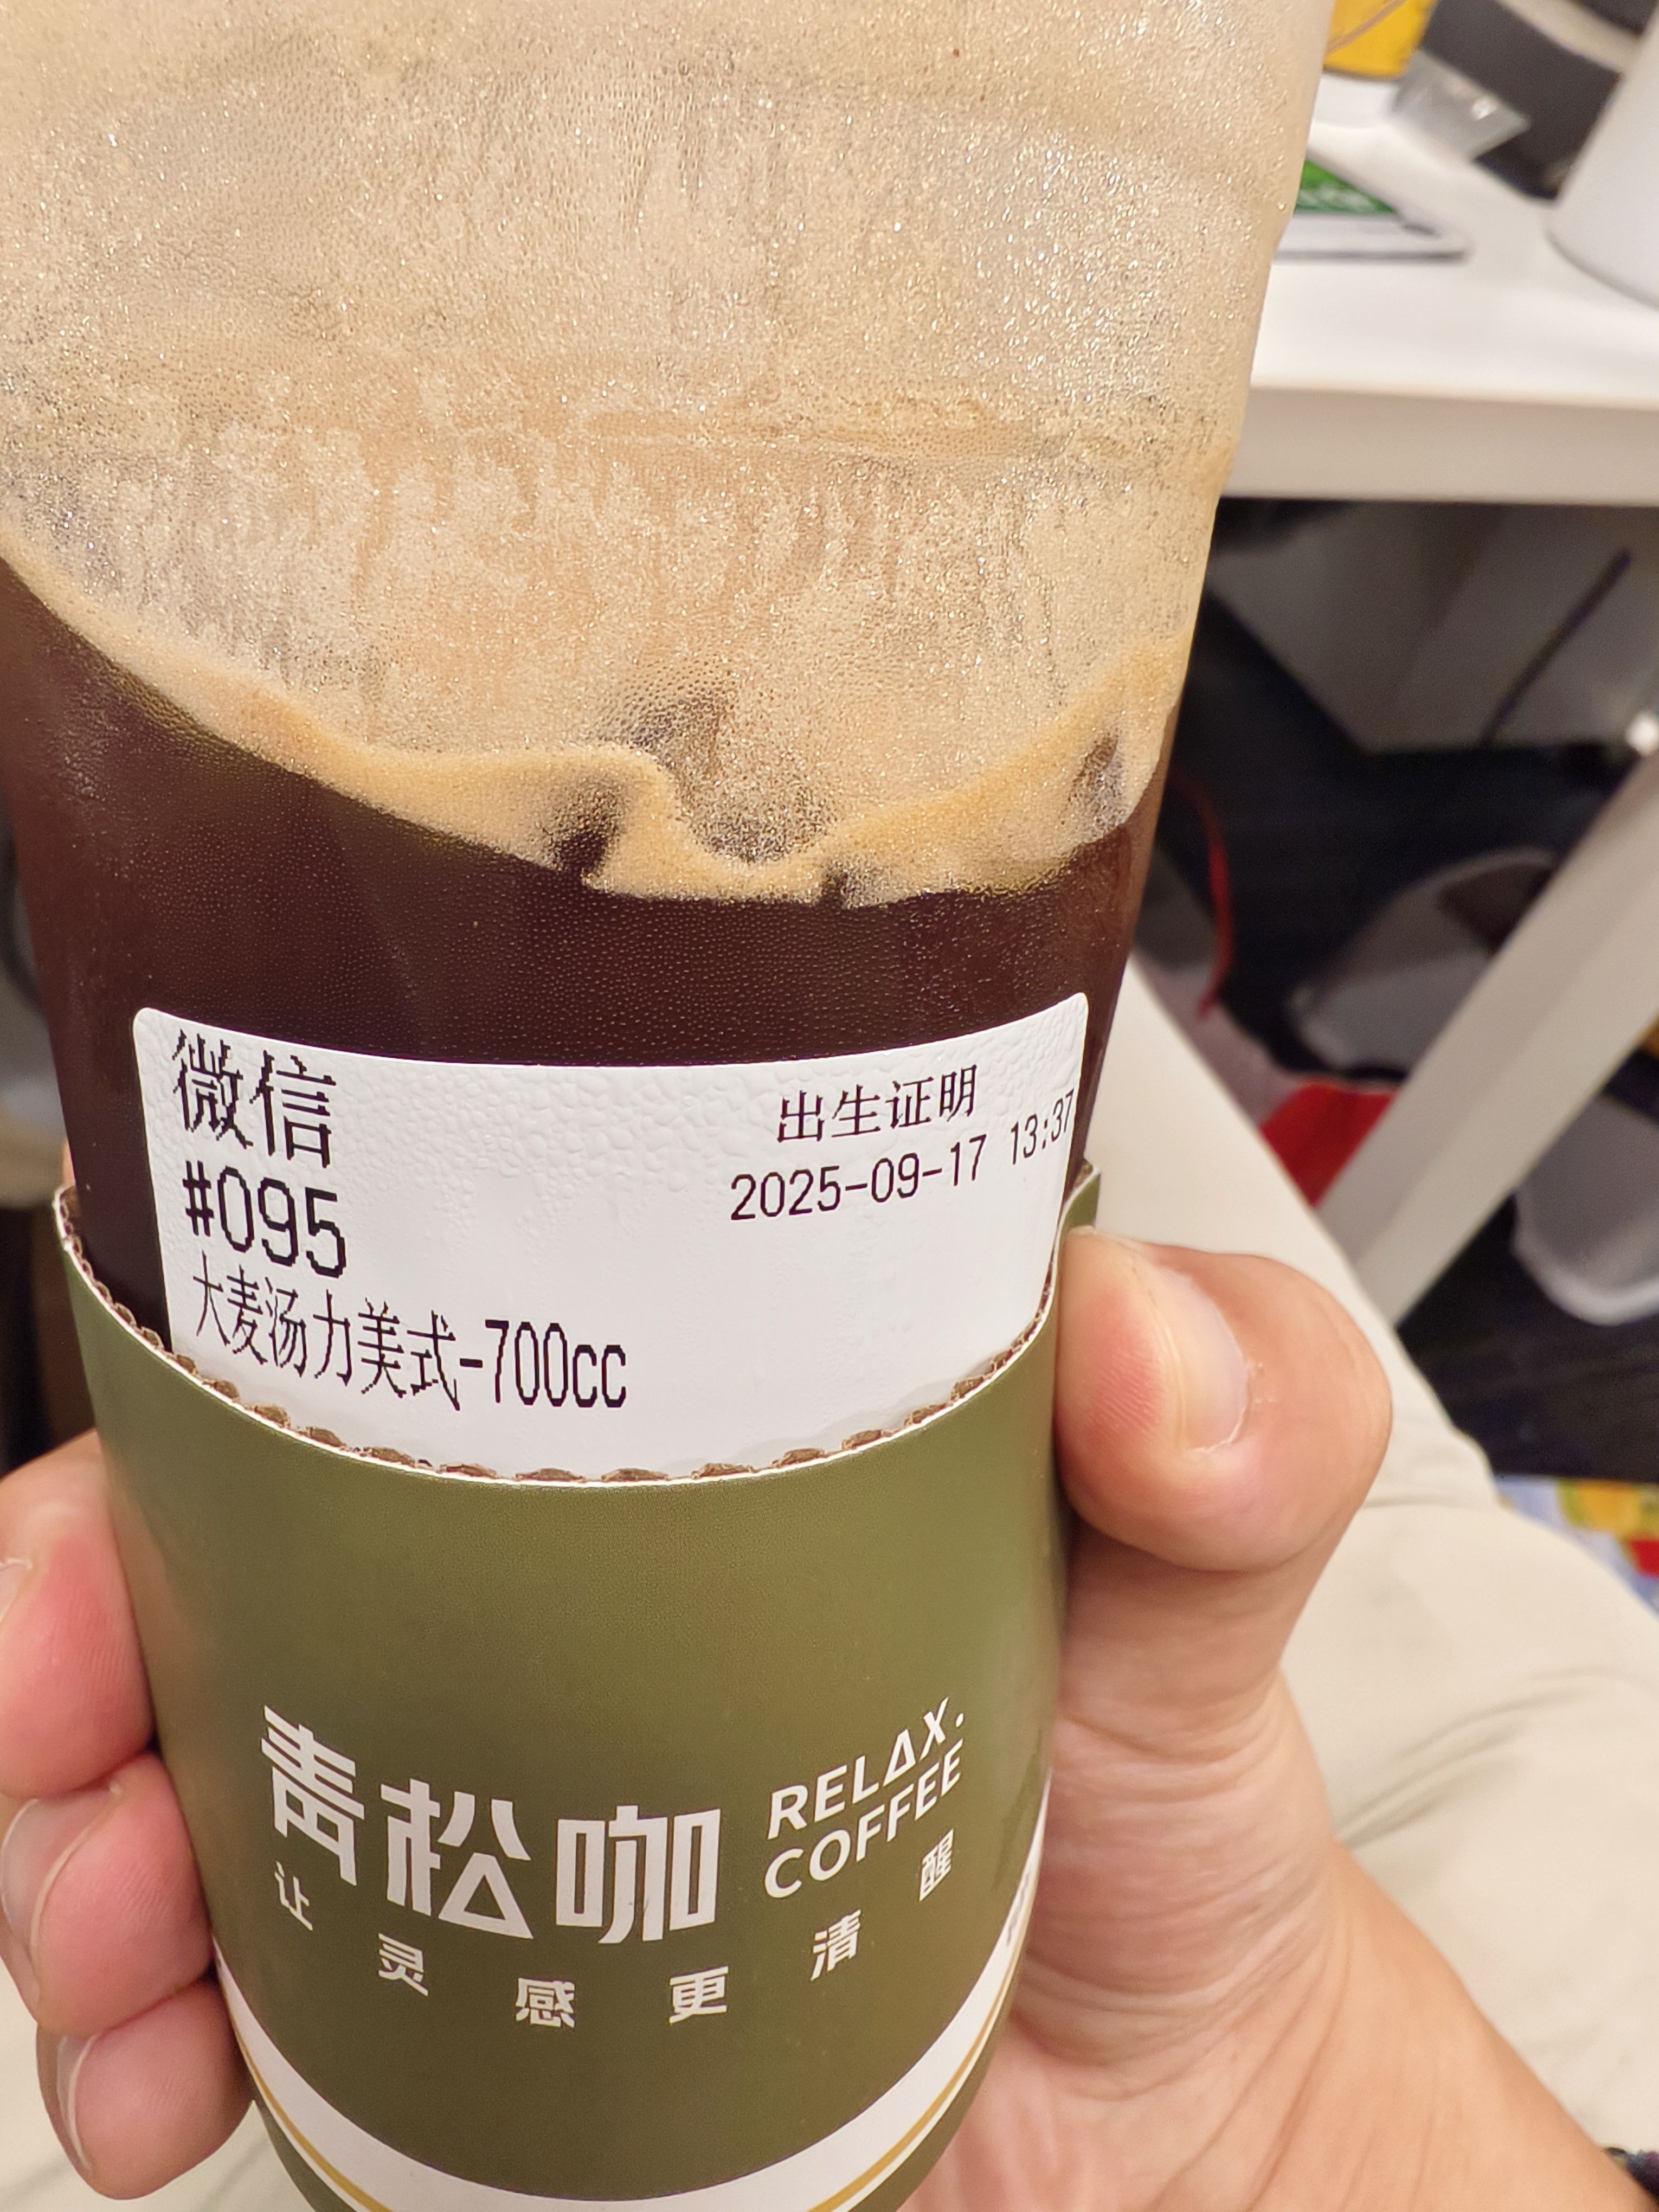 微信
出生证明
2025-09-17 13:37
#095
大麦汤力美式-700cc
青松咖
RELAX.
COFFEE
让灵感更清醒